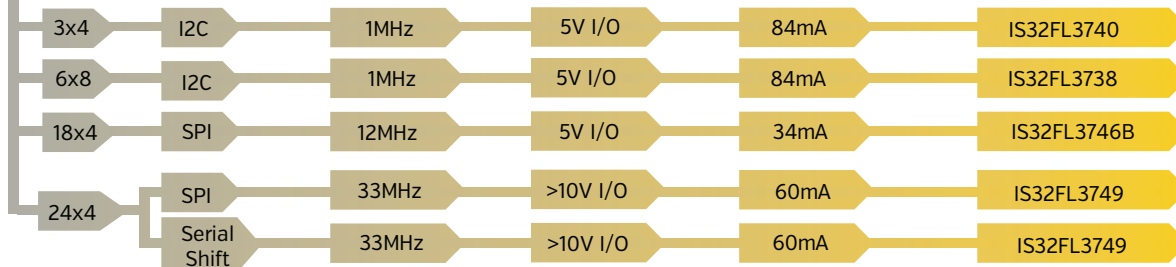 3x4 I2C 1MHz 5V I/O 84mA IS32FL3740
6x8 I2C 1MHz 5V I/O 84mA IS32FL3738
18x4 SPI 12MHz 5V I/O 34mA IS32FL3746B
24x4
SPI 33MHz >10V I/O 60mA IS32FL3749
Serial
Shift
33MHz >10V I/O 60mA IS32FL3749